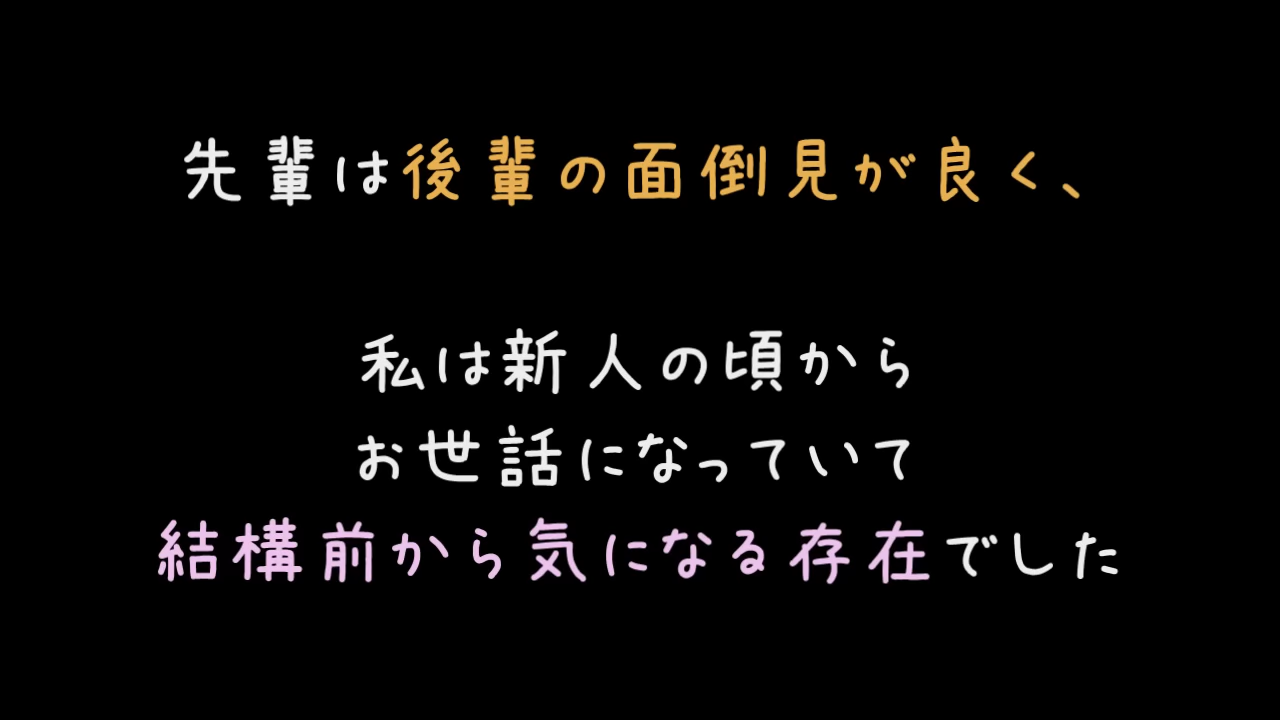 先輩は後輩の面倒見が良く、
私は新人の頃から
お世話になっていて
結構前から気になる存在でした